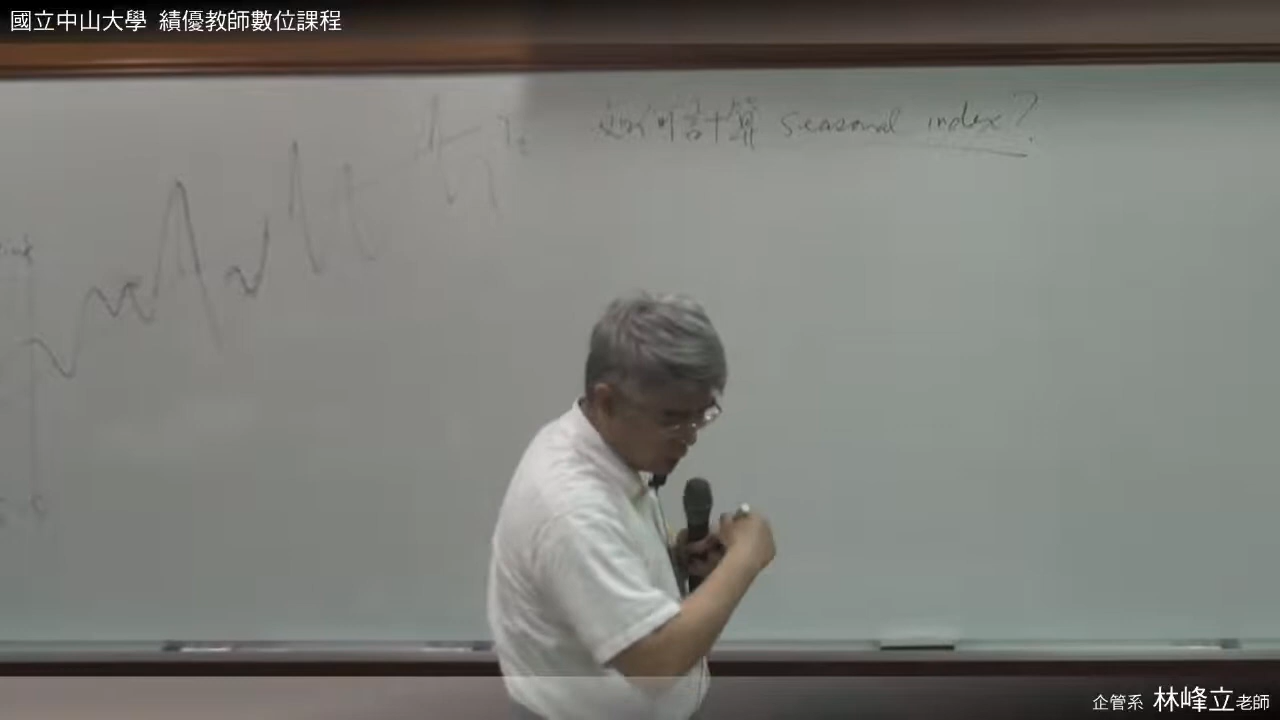 國立中山大學 績優教師數位課程
如何計算 seasonal index?
企管系 林峰立老師